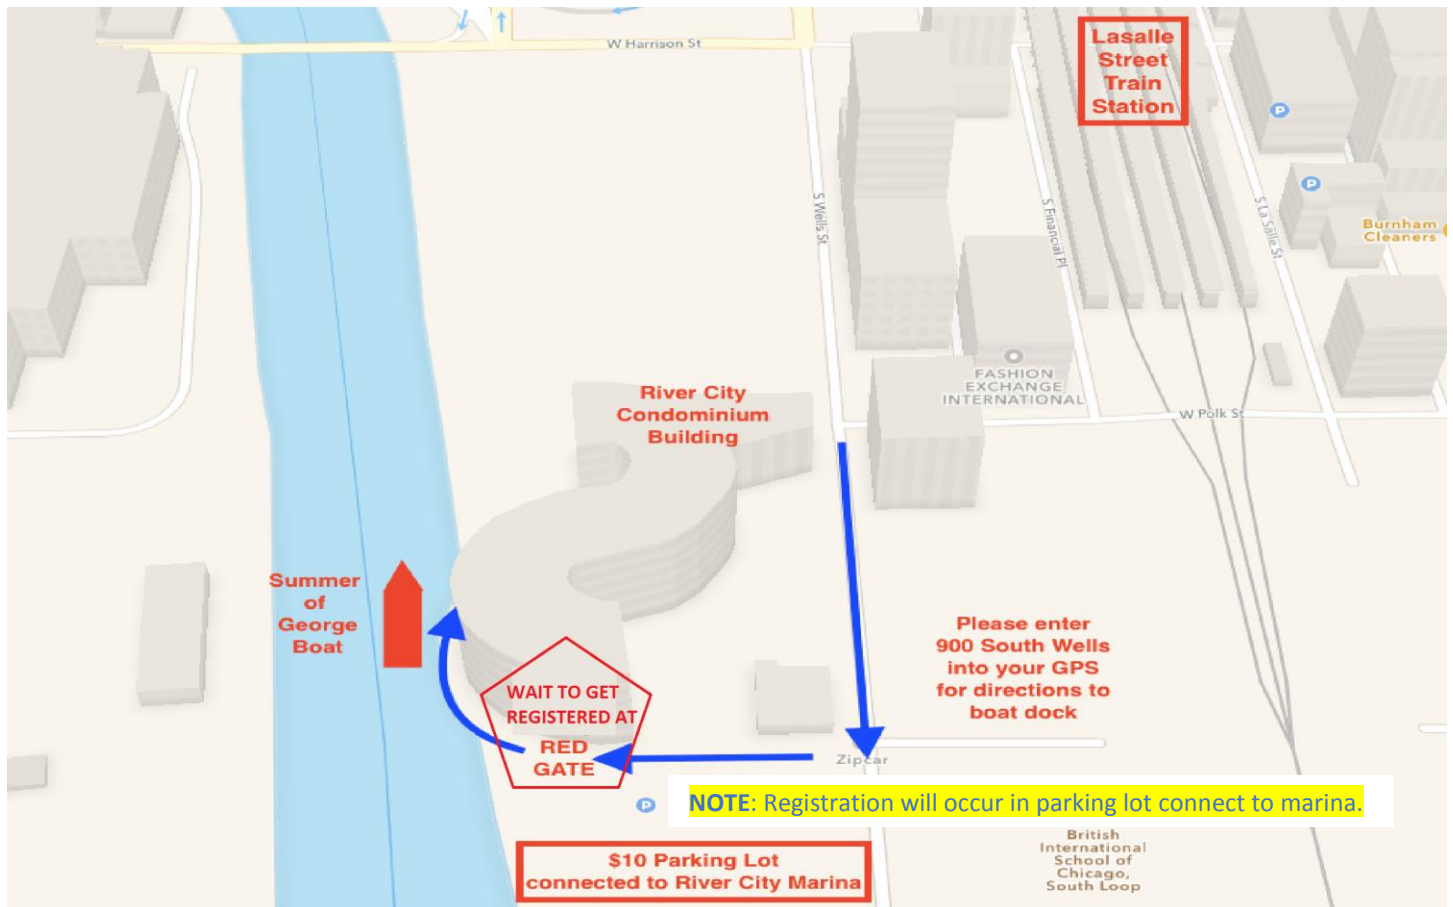 W Harrison St
Lasalle
Street
Train
Station
P
P
S Wells St
S Financial Pl
S La Salle St
Burnham
Cleaners
FASHION
EXCHANGE
INTERNATIONAL
River City
Condominium
Building
W Polk St
Summer
of
George
Boat
Please enter
900 South Wells
into your GPS
for directions to
boat dock
WAIT TO GET
REGISTERED AT
RED
GATE
Zipcar
P
NOTE: Registration will occur in parking lot connect to marina.
British
International
School of
Chicago,
South Loop
$10 Parking Lot
connected to River City Marina